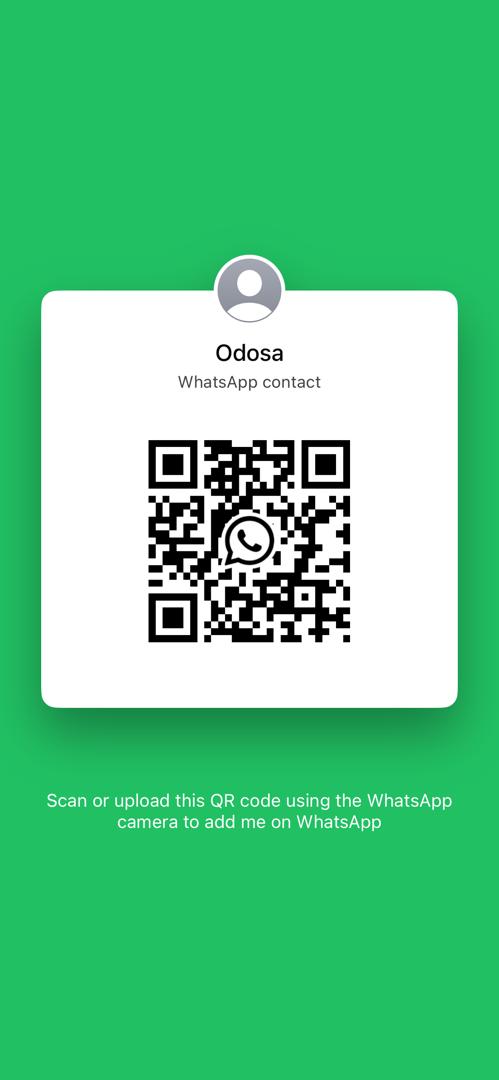 Odosa
WhatsApp contact
Scan or upload this QR code using the WhatsApp
camera to add me on WhatsApp